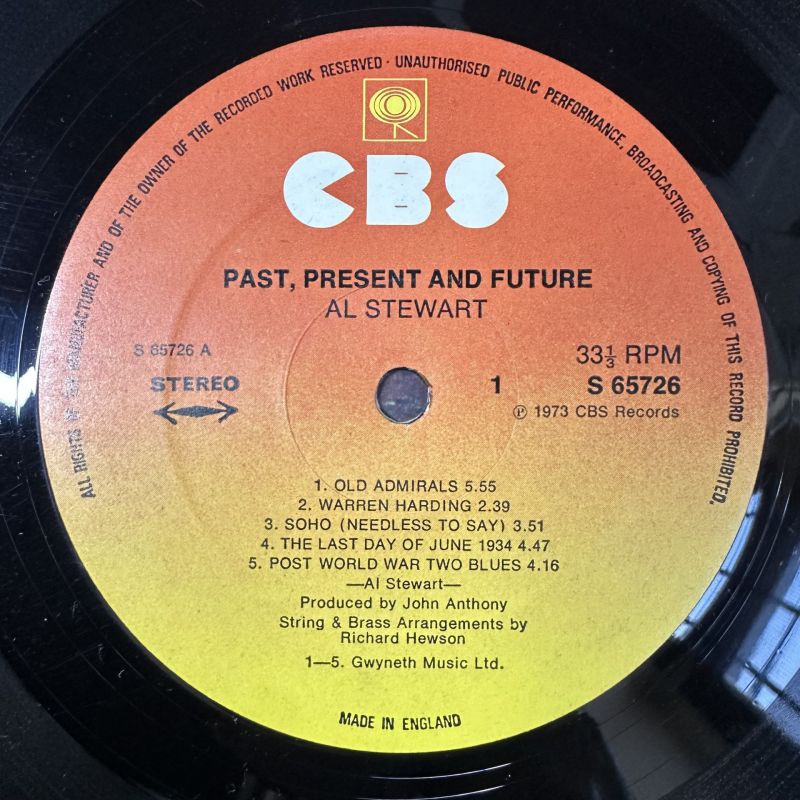 ALL RIGHTS OF THE MANUFACTURER AND OF THE OWNER OF THE RECORDED WORK RESERVED · UNAUTHORISED PUBLIC PERFORMANCE, BROADCASTING AND COPYING OF THIS RECORD PROHIBITED.
CBS
PAST, PRESENT AND FUTURE
AL STEWART
S 65726 A
STEREO
33⅓ RPM
1 S 65726
℗ 1973 CBS Records
1. OLD ADMIRALS 5.55
2. WARREN HARDING 2.39
3. SOHO (NEEDLESS TO SAY) 3.51
4. THE LAST DAY OF JUNE 1934 4.47
5. POST WORLD WAR TWO BLUES 4.16
—Al Stewart—
Produced by John Anthony
String & Brass Arrangements by
Richard Hewson
1—5. Gwyneth Music Ltd.
MADE IN ENGLAND